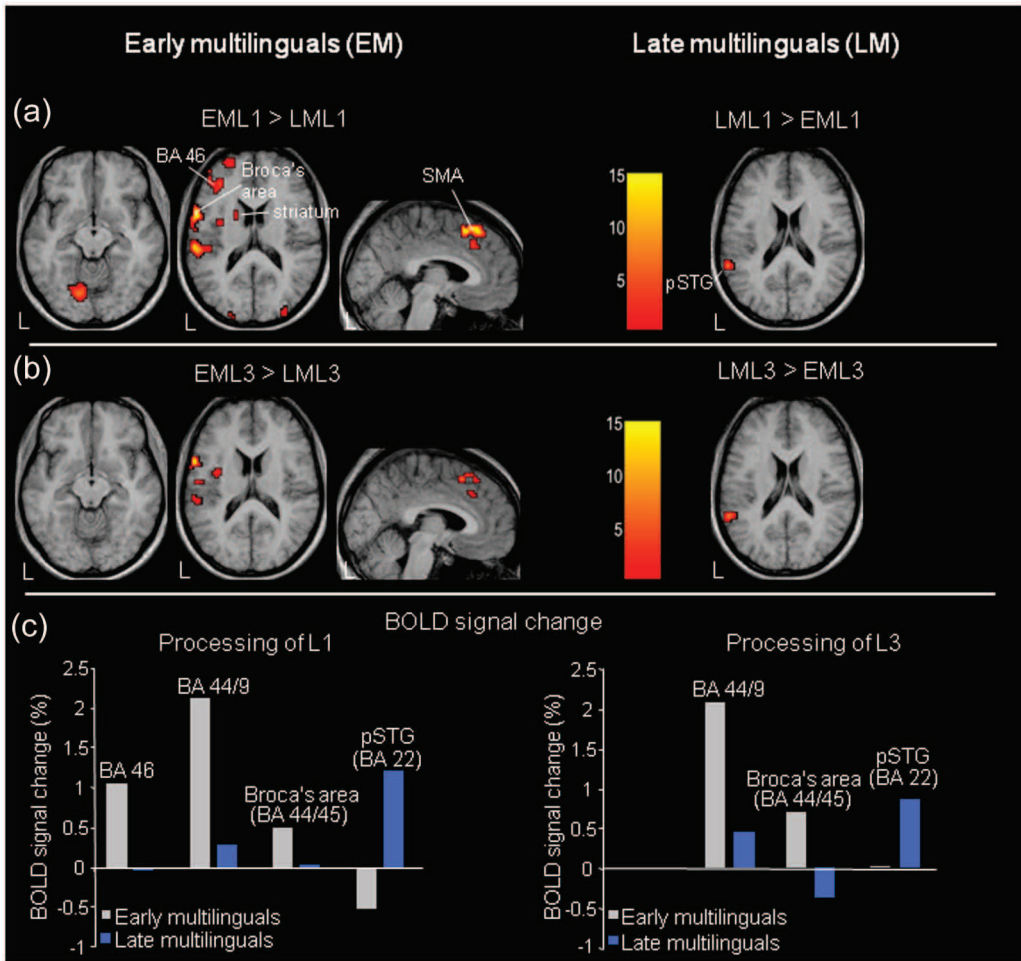 Early multilinguals (EM)
Late multilinguals (LM)
(a)
EML1 > LML1
LML1 > EML1
BA 46
Broca's
area
striatum
SMA
15
10
5
pSTG
L
L
L
L
(b)
EML3 > LML3
LML3 > EML3
15
10
5
L
L
L
L
(c)
BOLD signal change
Processing of L1
BOLD signal change (%)
2.5
2
1.5
1
0.5
0
-0.5
-1
BA 46
BA 44/9
Broca's area
(BA 44/45)
pSTG
(BA 22)
Early multilinguals
Late multilinguals
Processing of L3
BOLD signal change (%)
2.5
2
1.5
1
0.5
0
-0.5
-1
BA 44/9
Broca's area
(BA 44/45)
pSTG
(BA 22)
Early multilinguals
Late multilinguals